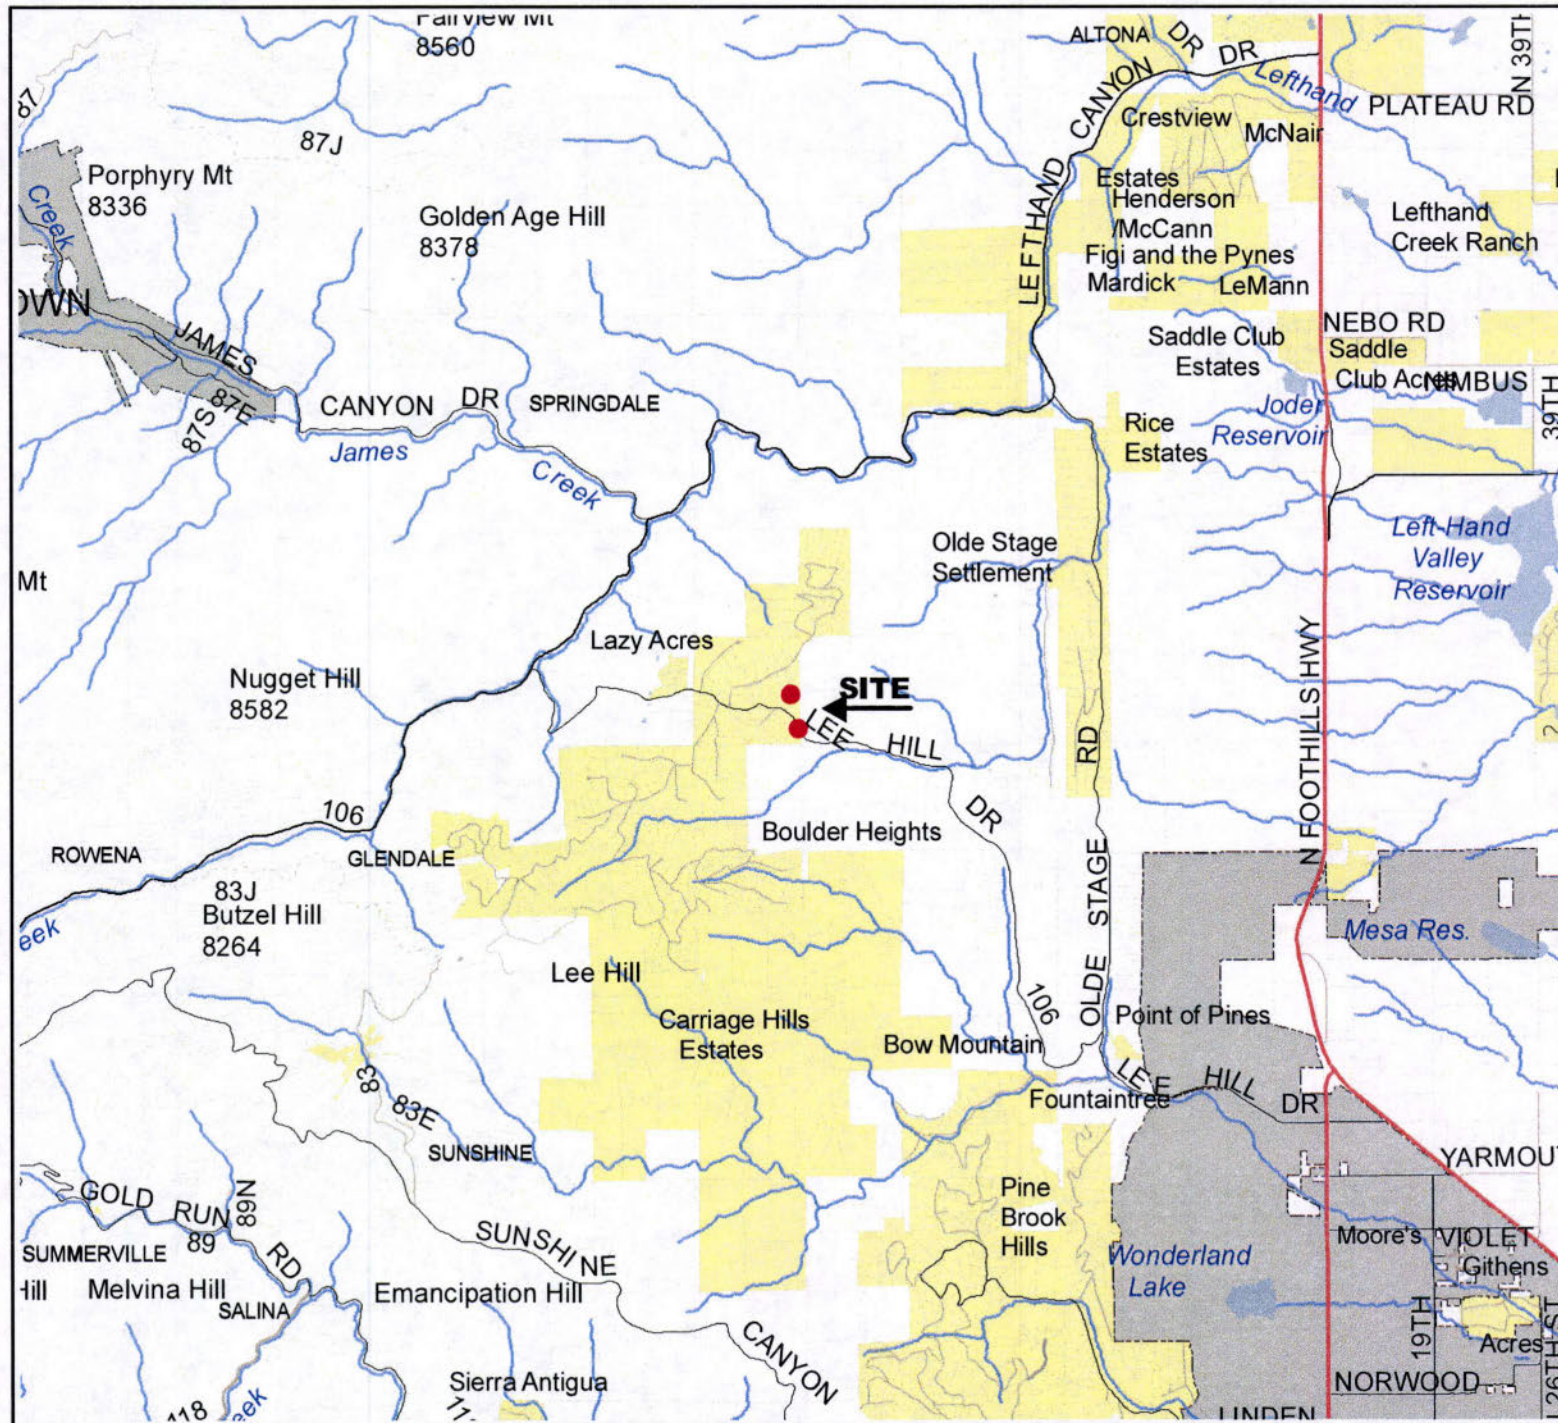 Fairview Mt
8560
ALTONA
DR
DR
N 39TH
67
87J
CANYON
Lefthand
PLATEAU RD
Crestview
McNair
Porphyry Mt
8336
Creek
Estates
Henderson
/McCann
Golden Age Hill
8378
LEFTHAND
Lefthand
Creek Ranch
Figi and the Pynes
Mardick
LeMann
OWN
JAMES
NEBO RD
Saddle Club
Estates
Saddle
Club Acres
NIMBUS
87E
87S
CANYON
DR
SPRINGDALE
Joder
Reservoir
39TH
James
Creek
Rice
Estates
Olde Stage
Settlement
Left-Hand
Valley
Reservoir
Mt
Lazy Acres
N FOOTHILLS HWY
Nugget Hill
8582
SITE
LEE
HILL
DR
RD
106
Boulder Heights
ROWENA
GLENDALE
83J
Butzel Hill
8264
eek
STAGE
Mesa Res.
Lee Hill
OLDE
106
Carriage Hills
Estates
Point of Pines
Bow Mountain
83
83E
LEE
HILL
DR
Fountaintree
SUNSHINE
YARMOUT
GOLD
RUN
89
89N
RD
Pine
Brook
Hills
SUNSHINE
Moore's
VIOLET
Githens
SUMMERVILLE
Hill
Melvina Hill
SALINA
Emancipation Hill
Wonderland
Lake
CANYON
19TH
Acres
26TH ST
Sierra Antigua
NORWOOD
118
eek
LINDEN